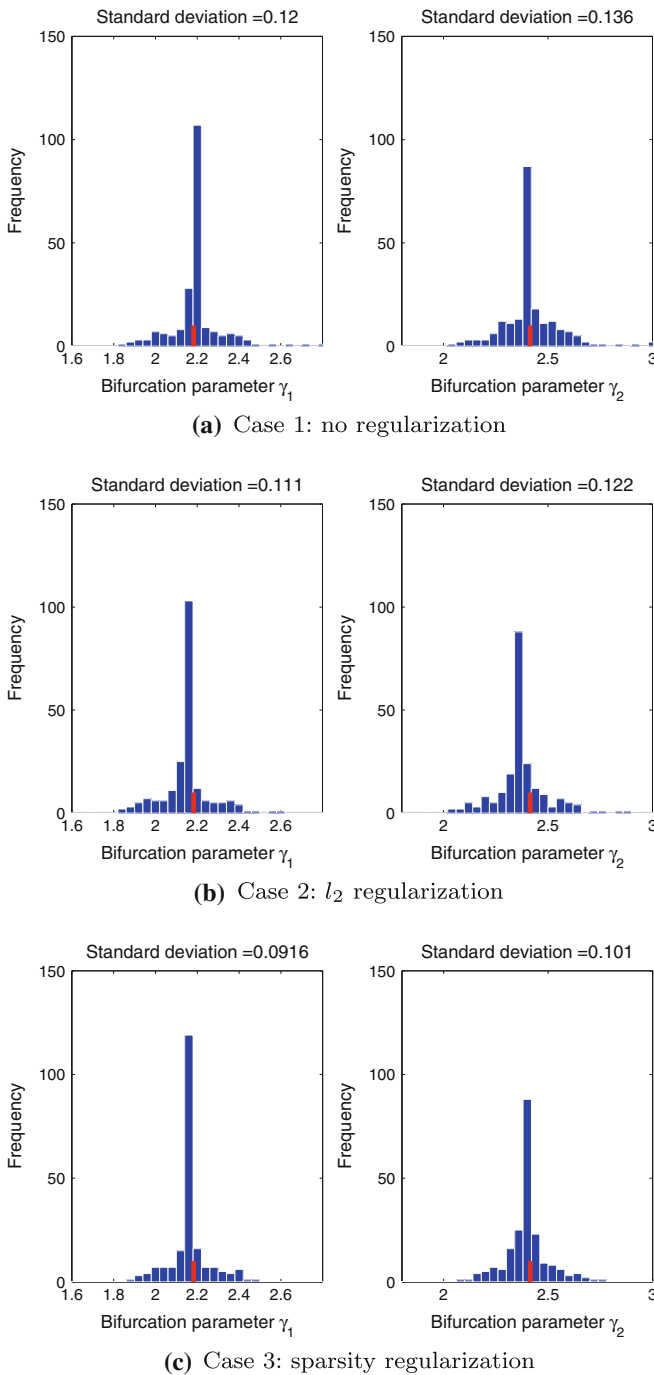 Standard deviation =0.12
Standard deviation =0.136
150
100
50
0
Frequency
1.6 1.8 2 2.2 2.4 2.6
Bifurcation parameter γ1
150
100
50
0
Frequency
2 2.5 3
Bifurcation parameter γ2
(a) Case 1: no regularization
Standard deviation =0.111
Standard deviation =0.122
150
100
50
0
Frequency
1.6 1.8 2 2.2 2.4 2.6
Bifurcation parameter γ1
150
100
50
0
Frequency
2 2.5 3
Bifurcation parameter γ2
(b) Case 2: l2 regularization
Standard deviation =0.0916
Standard deviation =0.101
150
100
50
0
Frequency
1.6 1.8 2 2.2 2.4 2.6
Bifurcation parameter γ1
150
100
50
0
Frequency
2 2.5 3
Bifurcation parameter γ2
(c) Case 3: sparsity regularization